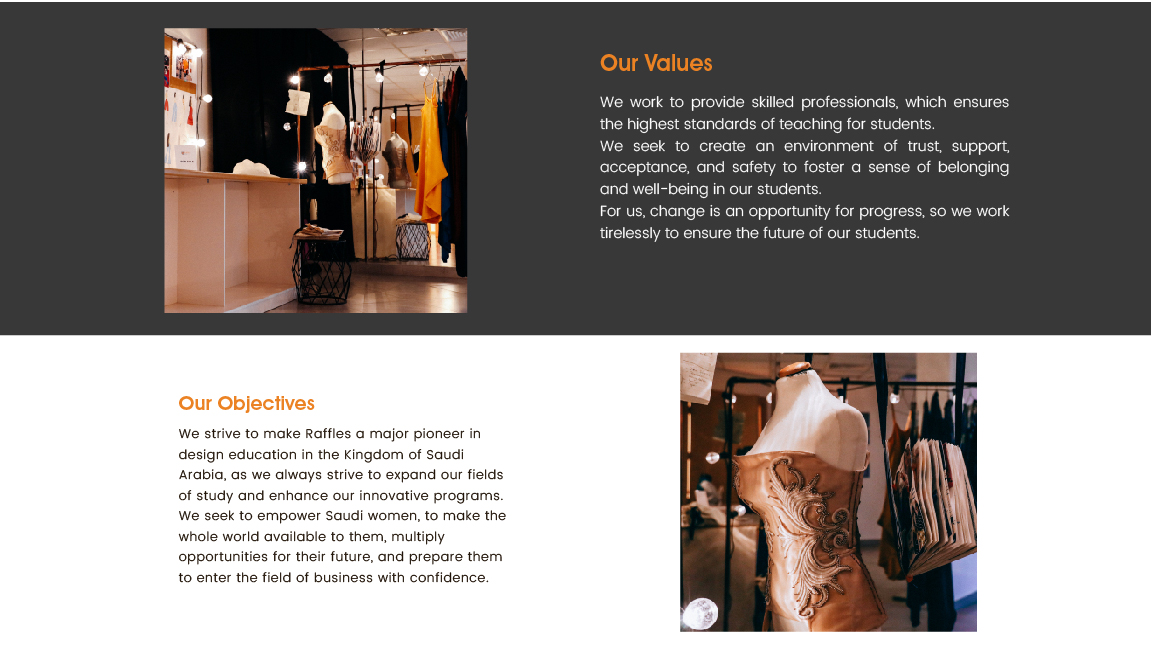 Our Values
We work to provide skilled professionals, which ensures
the highest standards of teaching for students.
We seek to create an environment of trust, support,
acceptance, and safety to foster a sense of belonging
and well-being in our students.
For us, change is an opportunity for progress, so we work
tirelessly to ensure the future of our students.
Our Objectives
We strive to make Raffles a major pioneer in
design education in the Kingdom of Saudi
Arabia, as we always strive to expand our fields
of study and enhance our innovative programs.
We seek to empower Saudi women, to make the
whole world available to them, multiply
opportunities for their future, and prepare them
to enter the field of business with confidence.